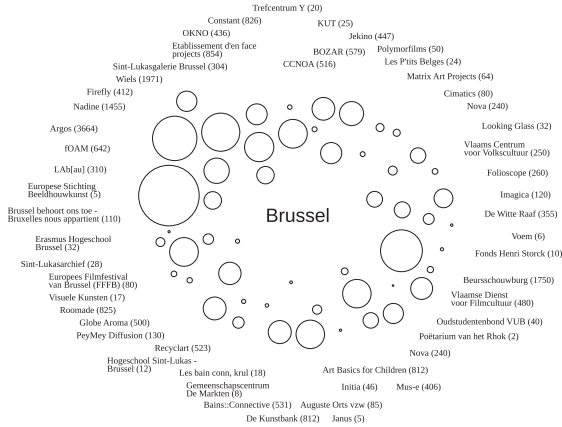 Trefcentrum Y (20)
Constant (826)
KUT (25)
OKNO (436)
Jekino (447)
Etablissement d'en face
projects (854)
BOZAR (579)
Polymorfilms (50)
Sint-Lukasgalerie Brussel (304)
CCNOA (516)
Les P'tits Belges (24)
Wiels (1971)
Matrix Art Projects (64)
Firefly (412)
Cimatics (80)
Nadine (1455)
Nova (240)
Argos (3664)
Looking Glass (32)
fOAM (642)
Vlaams Centrum
voor Volkscultuur (250)
LAb[au] (310)
Folioscope (260)
Europese Stichting
Beeldhouwkunst (5)
Imagica (120)
Brussel behoort ons toe -
Bruxelles nous appartient (110)
De Witte Raaf (355)
Brussel
Erasmus Hogeschool
Brussel (32)
Voem (6)
Fonds Henri Storck (10)
Sint-Lukasarchief (28)
Europees Filmfestival
van Brussel (FFFB) (80)
Beursschouwburg (1750)
Visuele Kunsten (17)
Vlaamse Dienst
voor Filmcultuur (480)
Roomade (825)
Globe Aroma (500)
Oudstudentenbond VUB (40)
PeyMey Diffusion (130)
Poëtarium van het Rhok (2)
Recyclart (523)
Nova (240)
Hogeschool Sint-Lukas -
Brussel (12)
Les bain conn, krul (18)
Art Basics for Children (812)
Gemeenschapscentrum
De Markten (8)
Initia (46)
Mus-e (406)
Bains::Connective (531)
Auguste Orts vzw (85)
De Kunstbank (812)
Janus (5)